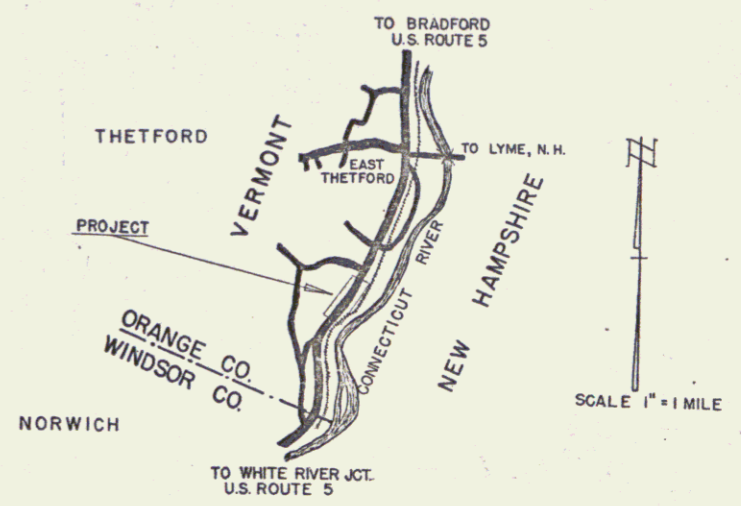 TO BRADFORD
U.S. ROUTE 5
THETFORD
VERMONT
TO LYME, N.H.
EAST
THETFORD
PROJECT
CONNECTICUT RIVER
NEW HAMPSHIRE
ORANGE CO.
WINDSOR CO.
SCALE 1" = 1 MILE
NORWICH
TO WHITE RIVER JCT.
U.S. ROUTE 5